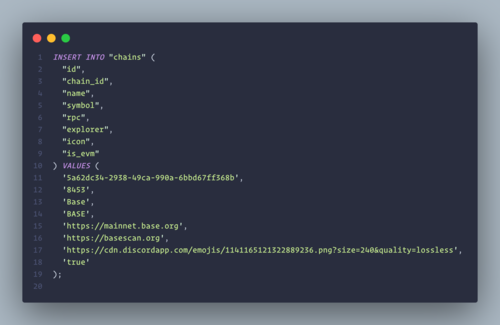 1 INSERT INTO "chains" (
2 "id",
3 "chain_id",
4 "name",
5 "symbol",
6 "rpc",
7 "explorer",
8 "icon",
9 "is_evm"
10 ) VALUES (
11 '5a62dc34-2938-49ca-990a-6bbd67ff368b',
12 '8453',
13 'Base',
14 'BASE',
15 'https://mainnet.base.org',
16 'https://basescan.org',
17 'https://cdn.discordapp.com/emojis/1141165121322889236.png?size=240&quality=lossless',
18 'true'
19 );
20